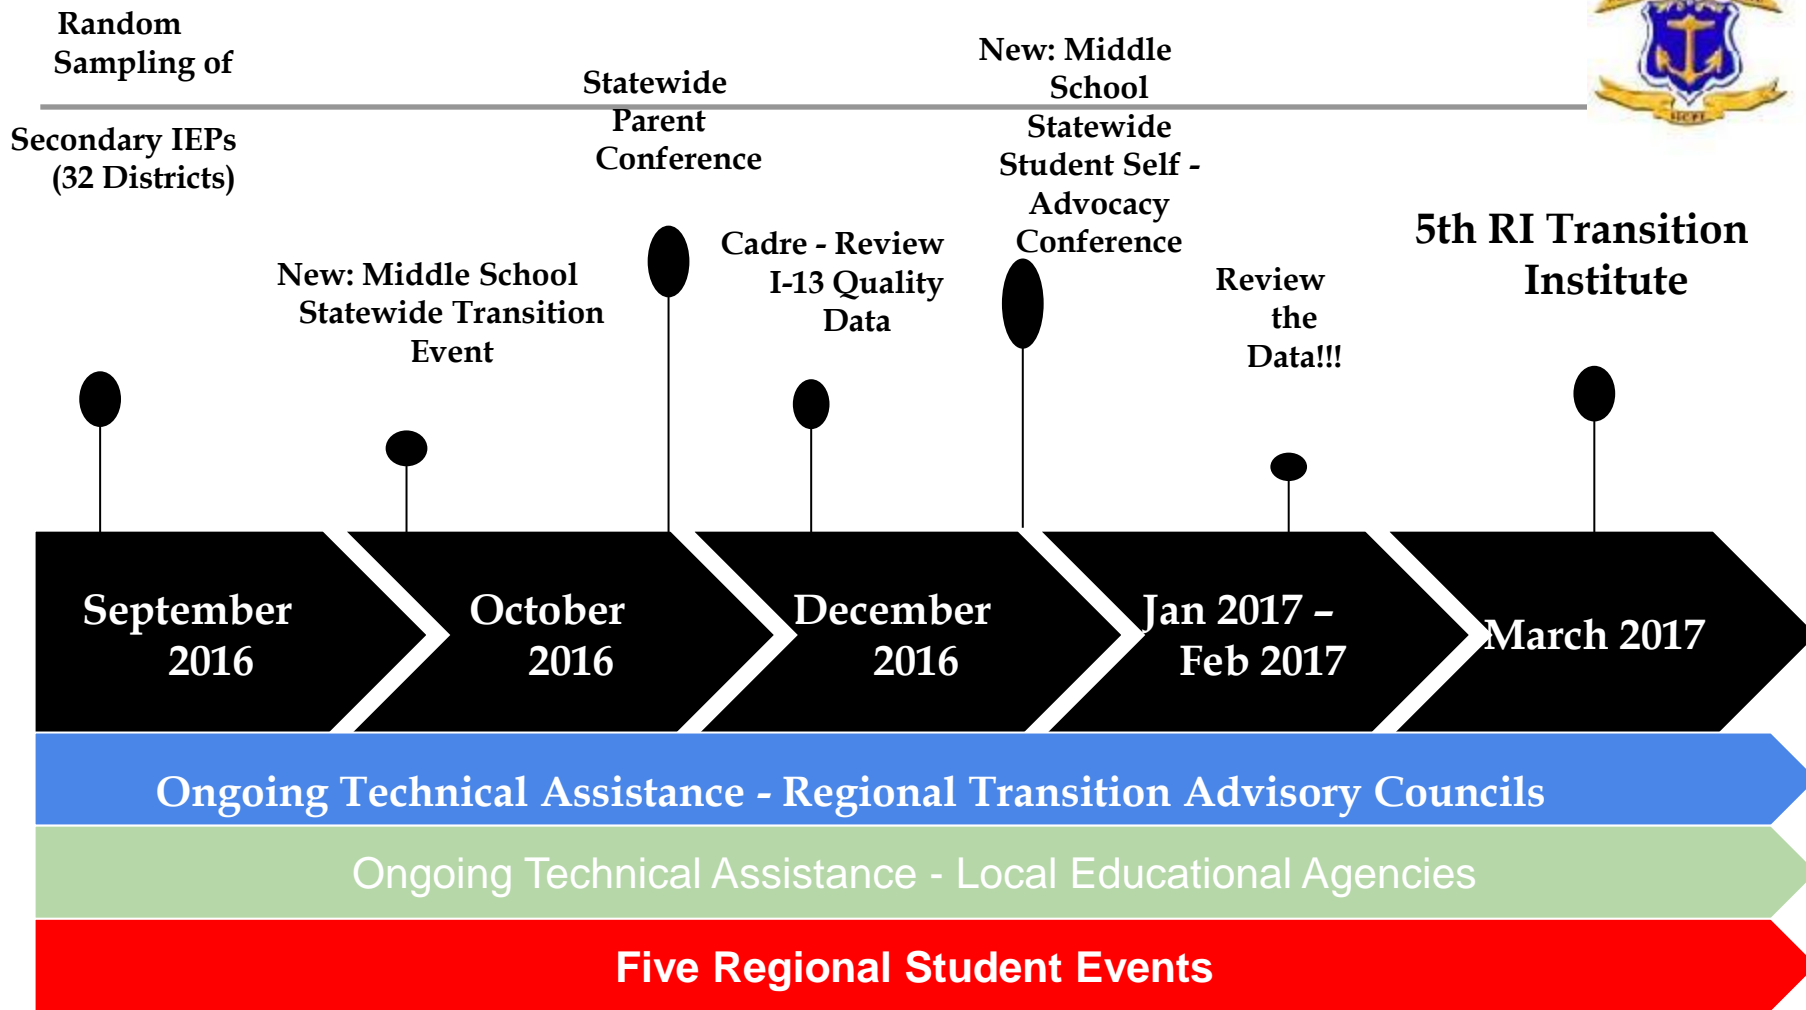 Random
Sampling of
Secondary IEPs
(32 Districts)
New: Middle School
Statewide Transition
Event
Statewide
Parent
Conference
Cadre - Review
I-13 Quality
Data
New: Middle
School
Statewide
Student Self -
Advocacy
Conference
Review
the
Data!!!
5th RI Transition
Institute
September
2016
October
2016
December
2016
Jan 2017 –
Feb 2017
March 2017
Ongoing Technical Assistance - Regional Transition Advisory Councils
Ongoing Technical Assistance - Local Educational Agencies
Five Regional Student Events